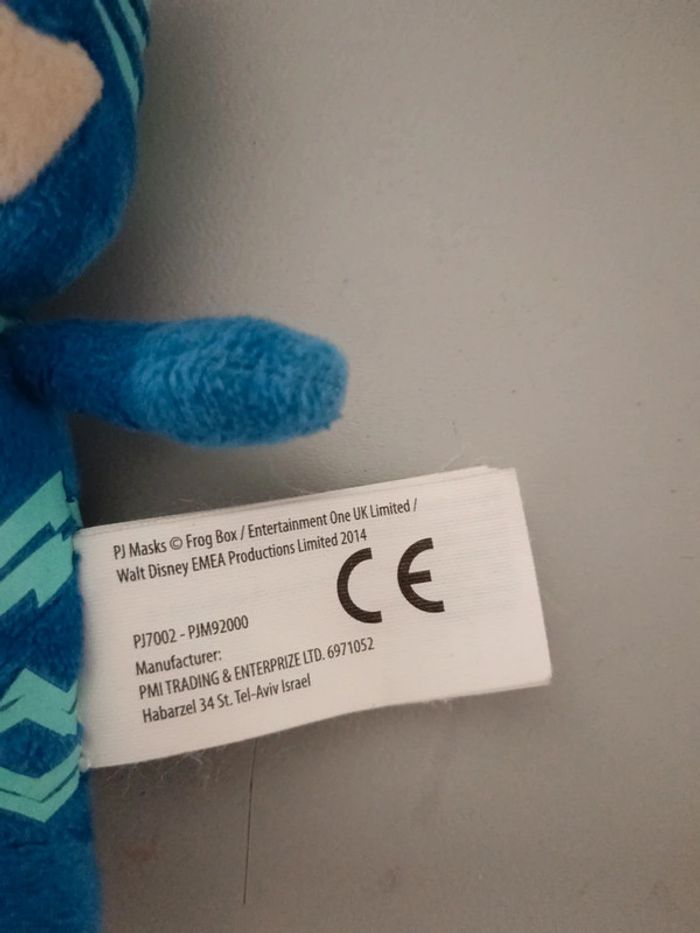 PJ Masks © Frog Box / Entertainment One UK Limited /
Walt Disney EMEA Productions Limited 2014
CE
PJ7002 - PJM92000
Manufacturer:
PMI TRADING & ENTERPRIZE LTD. 6971052
Habarzel 34 St. Tel-Aviv Israel